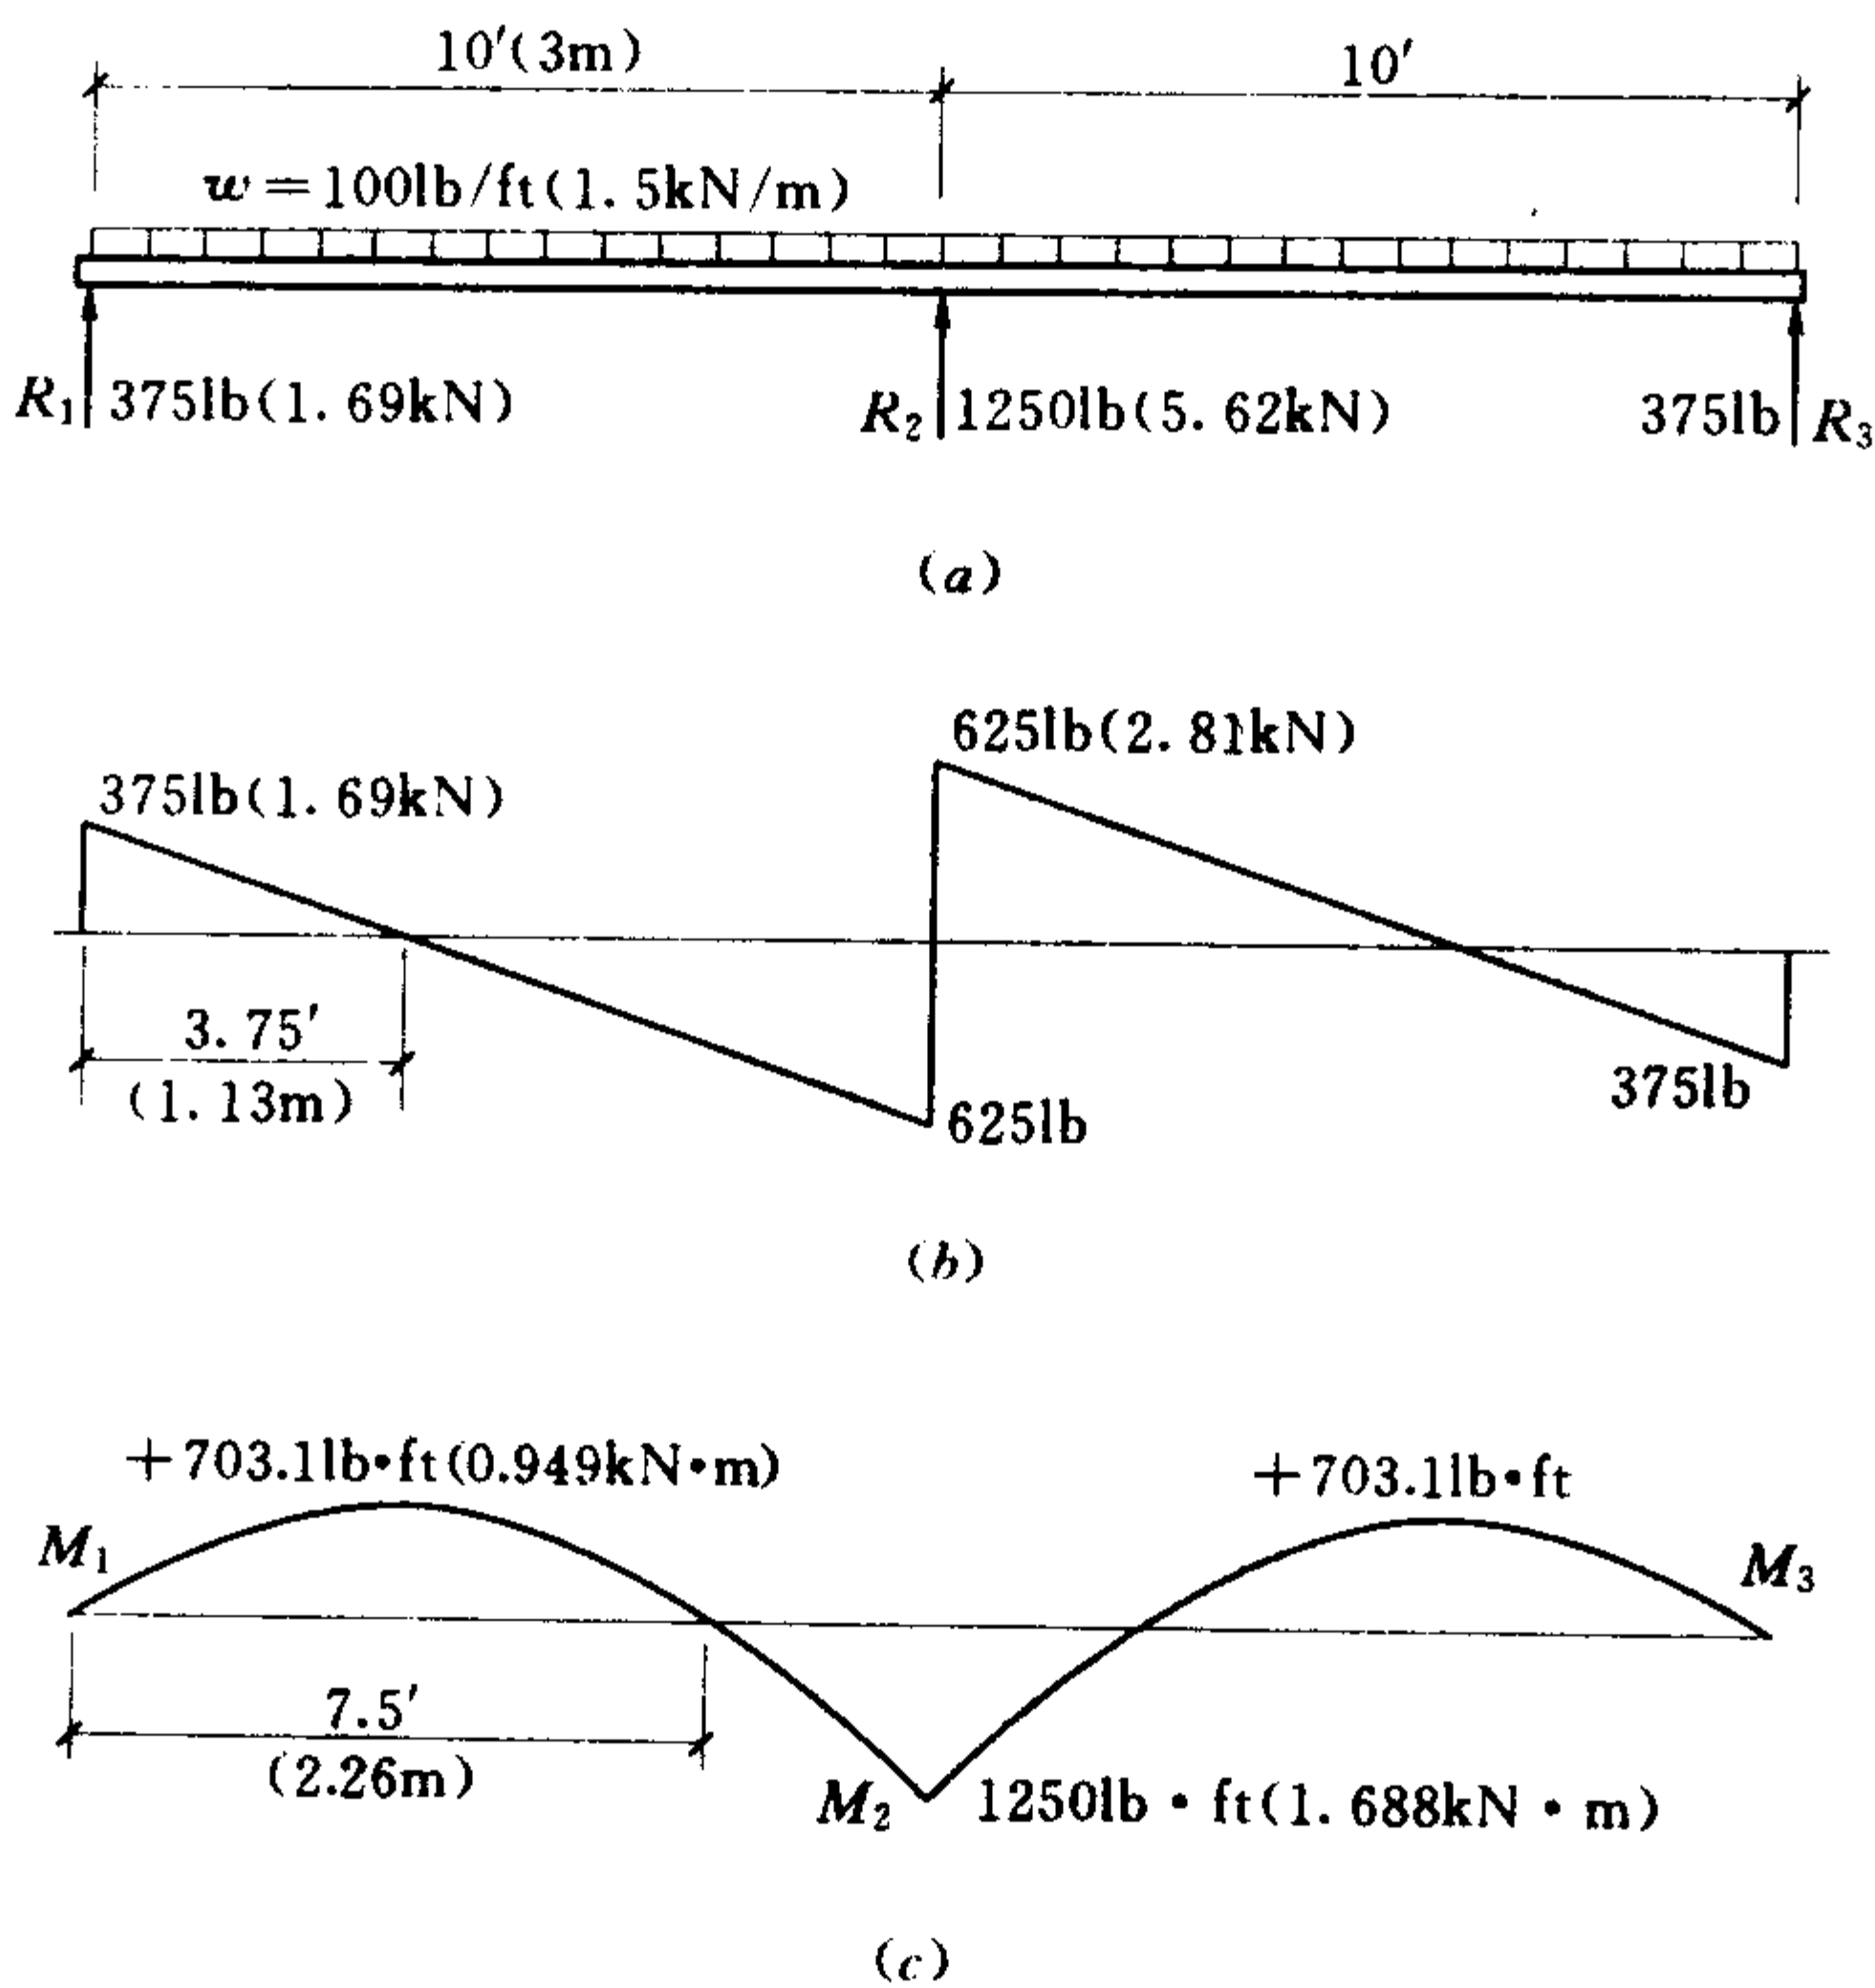 10′(3m) 10′
w=100lb/ft(1.5kN/m)
R1 375lb(1.69kN) R2 1250lb(5.62kN) 375lb R3
(a)
625lb(2.81kN)
375lb(1.69kN)
3.75′
(1.13m)
375lb
625lb
(b)
+703.1lb•ft(0.949kN•m) +703.1lb•ft
M1 M3
7.5′
(2.26m)
M2 1250lb•ft(1.688kN•m)
(c)